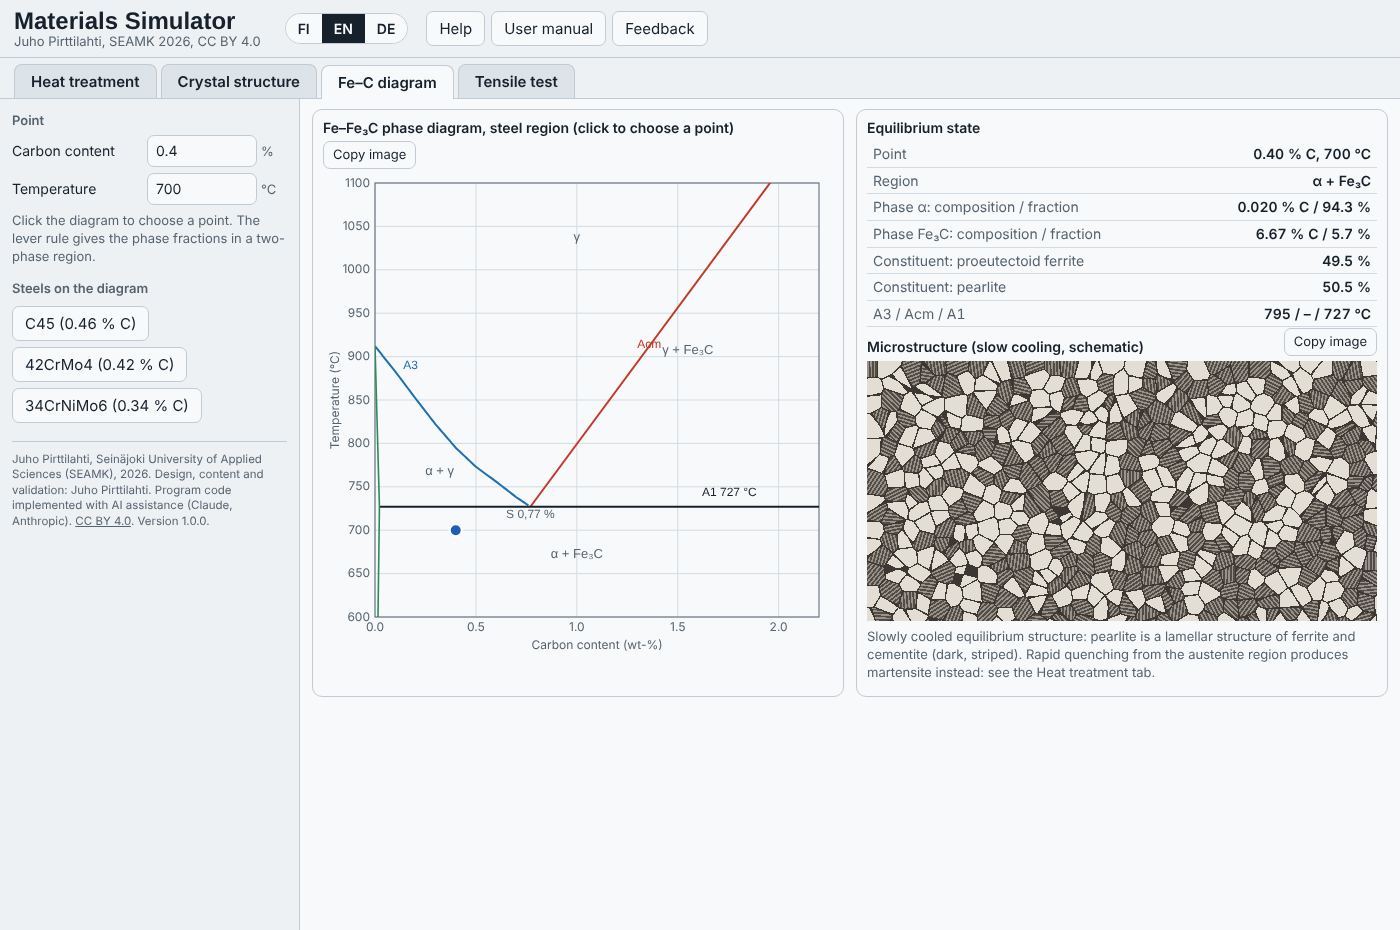 Materials Simulator
Juho Pirttilahti, SEAMK 2026, CC BY 4.0
FI EN DE
Help User manual Feedback
Heat treatment Crystal structure Fe–C diagram Tensile test
Point
Carbon content 0.4 %
Temperature 700 °C
Click the diagram to choose a point. The
lever rule gives the phase fractions in a two-
phase region.
Steels on the diagram
C45 (0.46 % C)
42CrMo4 (0.42 % C)
34CrNiMo6 (0.34 % C)
Juho Pirttilahti, Seinäjoki University of Applied
Sciences (SEAMK), 2026. Design, content and
validation: Juho Pirttilahti. Program code
implemented with AI assistance (Claude,
Anthropic). CC BY 4.0. Version 1.0.0.
Fe–Fe₃C phase diagram, steel region (click to choose a point)
Copy image
1100
1050
1000
950
900
850
800
750
700
650
600
Temperature (°C)
γ
Acm
γ + Fe₃C
A3
α + γ
A1 727 °C
S 0,77 %
α + Fe₃C
0.0 0.5 1.0 1.5 2.0
Carbon content (wt-%)
Equilibrium state
Point 0.40 % C, 700 °C
Region α + Fe₃C
Phase α: composition / fraction 0.020 % C / 94.3 %
Phase Fe₃C: composition / fraction 6.67 % C / 5.7 %
Constituent: proeutectoid ferrite 49.5 %
Constituent: pearlite 50.5 %
A3 / Acm / A1 795 / – / 727 °C
Microstructure (slow cooling, schematic) Copy image
Slowly cooled equilibrium structure: pearlite is a lamellar structure of ferrite and
cementite (dark, striped). Rapid quenching from the austenite region produces
martensite instead: see the Heat treatment tab.